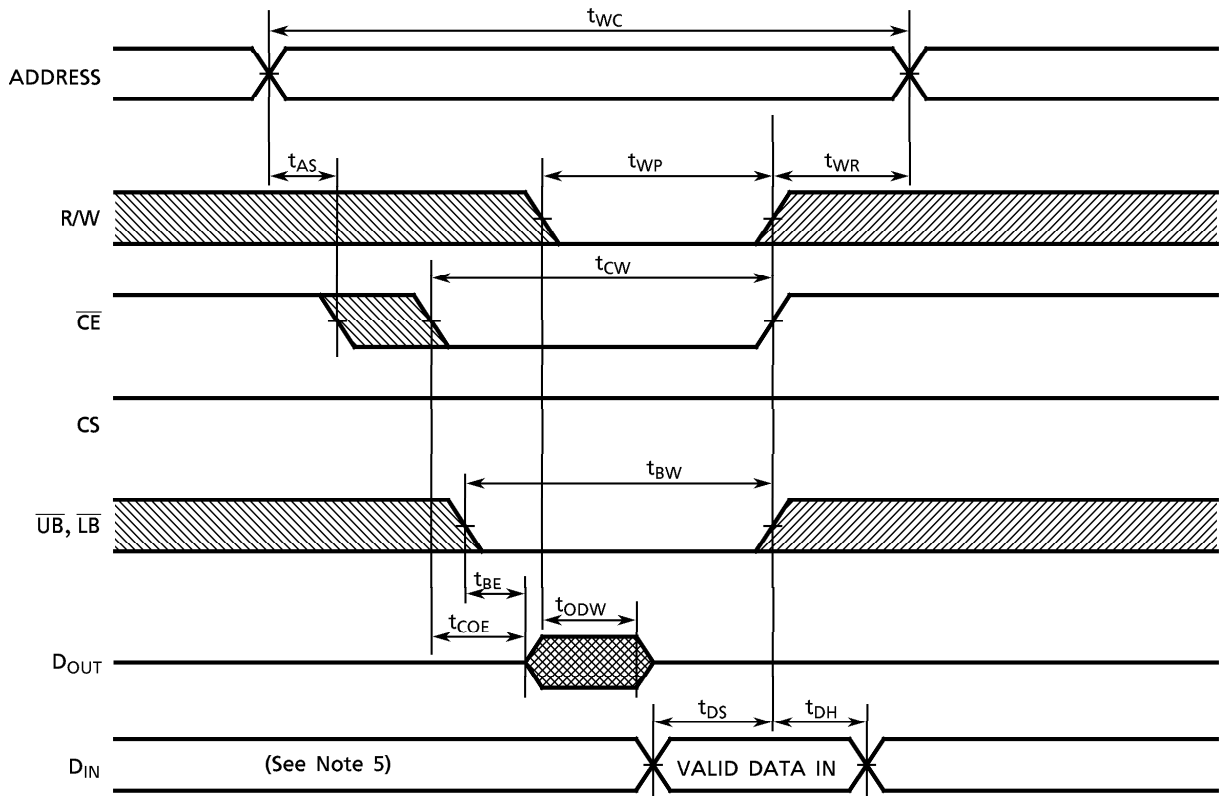 tWC
ADDRESS
tAS
tWP
tWR
R/W
tCW
CE
CS
tBW
UB, LB
tBE
tODW
tCOE
DOUT
tDS
tDH
DIN
(See Note 5)
VALID DATA IN